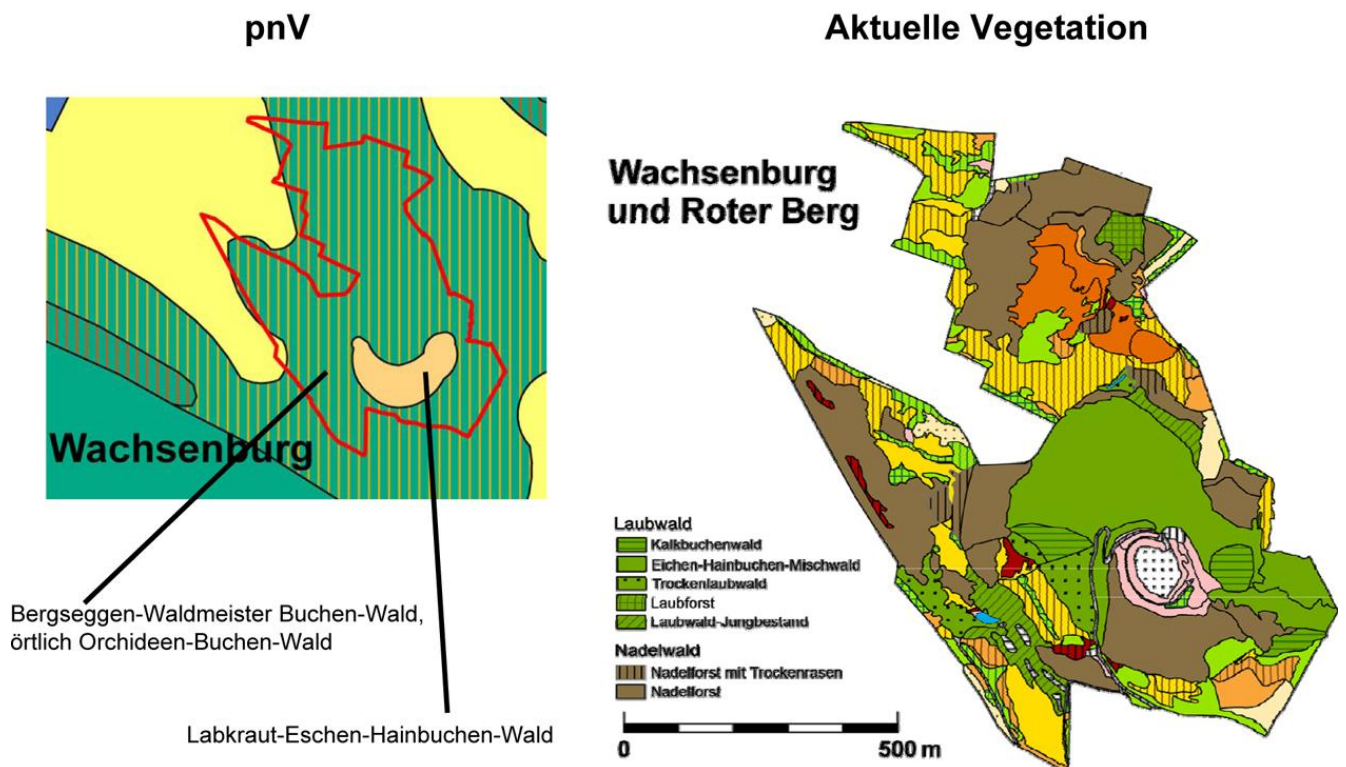 pnV
Aktuelle Vegetation
Wachsenburg
Bergseggen-Waldmeister Buchen-Wald,
örtlich Orchideen-Buchen-Wald
Labkraut-Eschen-Hainbuchen-Wald
Wachsenburg
und Roter Berg
Laubwald
Kalkbuchenwald
Eichen-Hainbuchen-Mischwald
Trockenlaubwald
Laubforst
Laubwald-Jungbestand
Nadelwald
Nadelforst mit Trockenrasen
Nadelforst
0 500 m